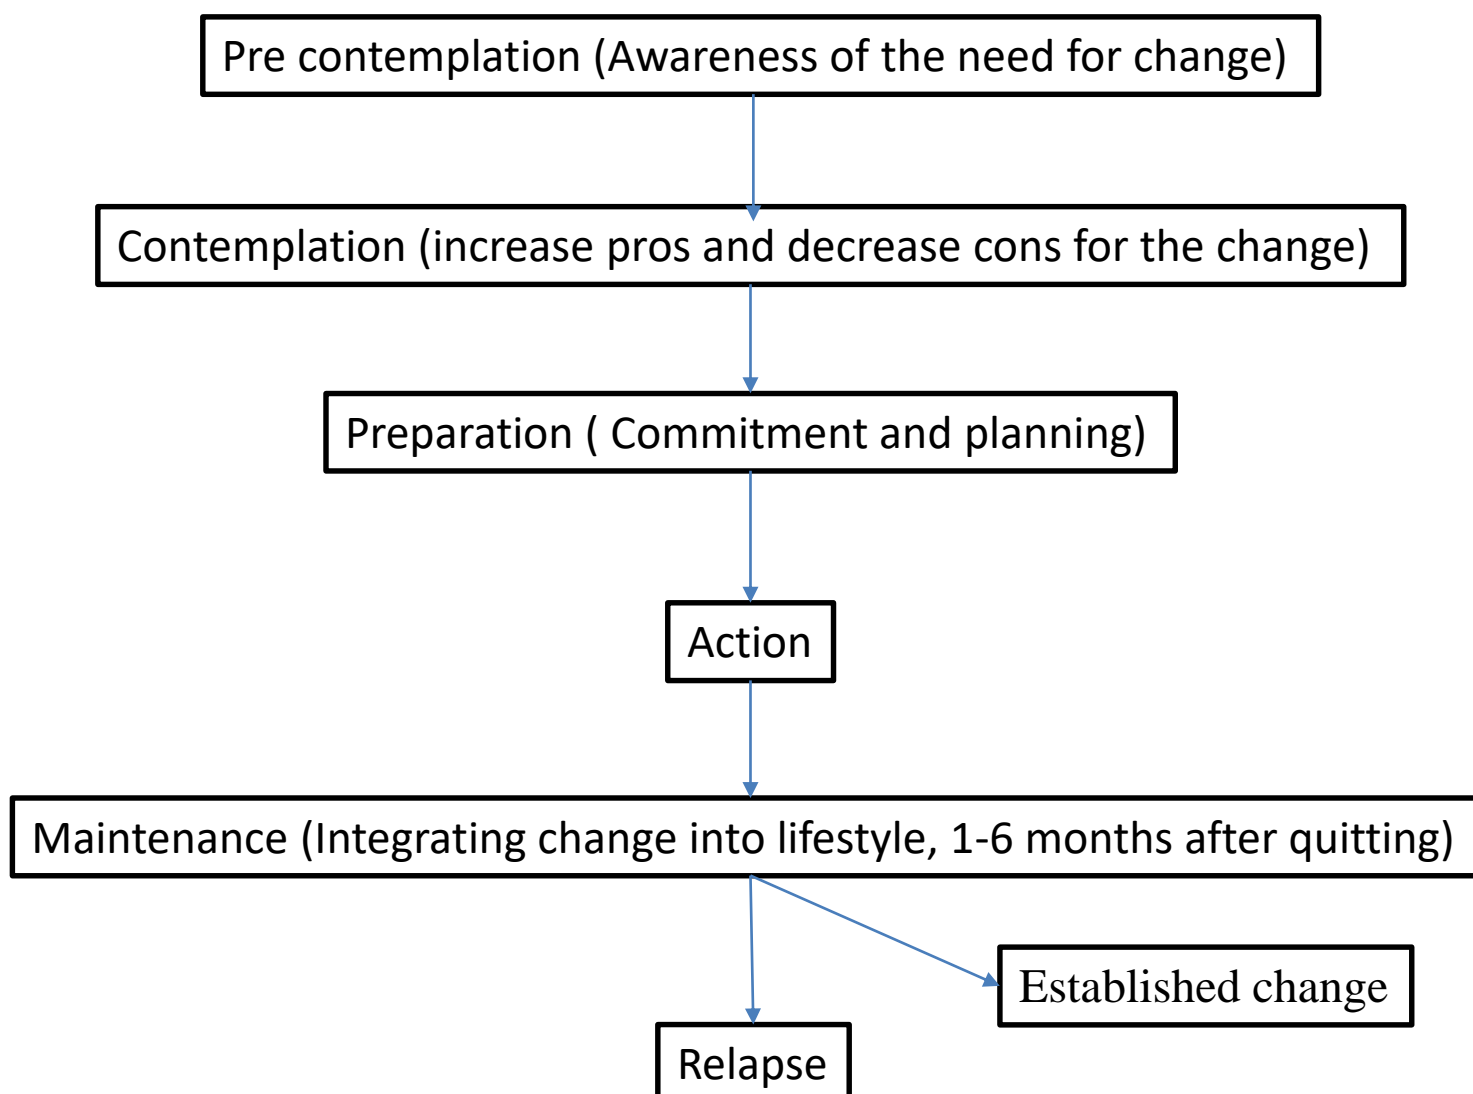 Pre contemplation (Awareness of the need for change)
Contemplation (increase pros and decrease cons for the change)
Preparation ( Commitment and planning)
Action
Maintenance (Integrating change into lifestyle, 1-6 months after quitting)
Established change
Relapse